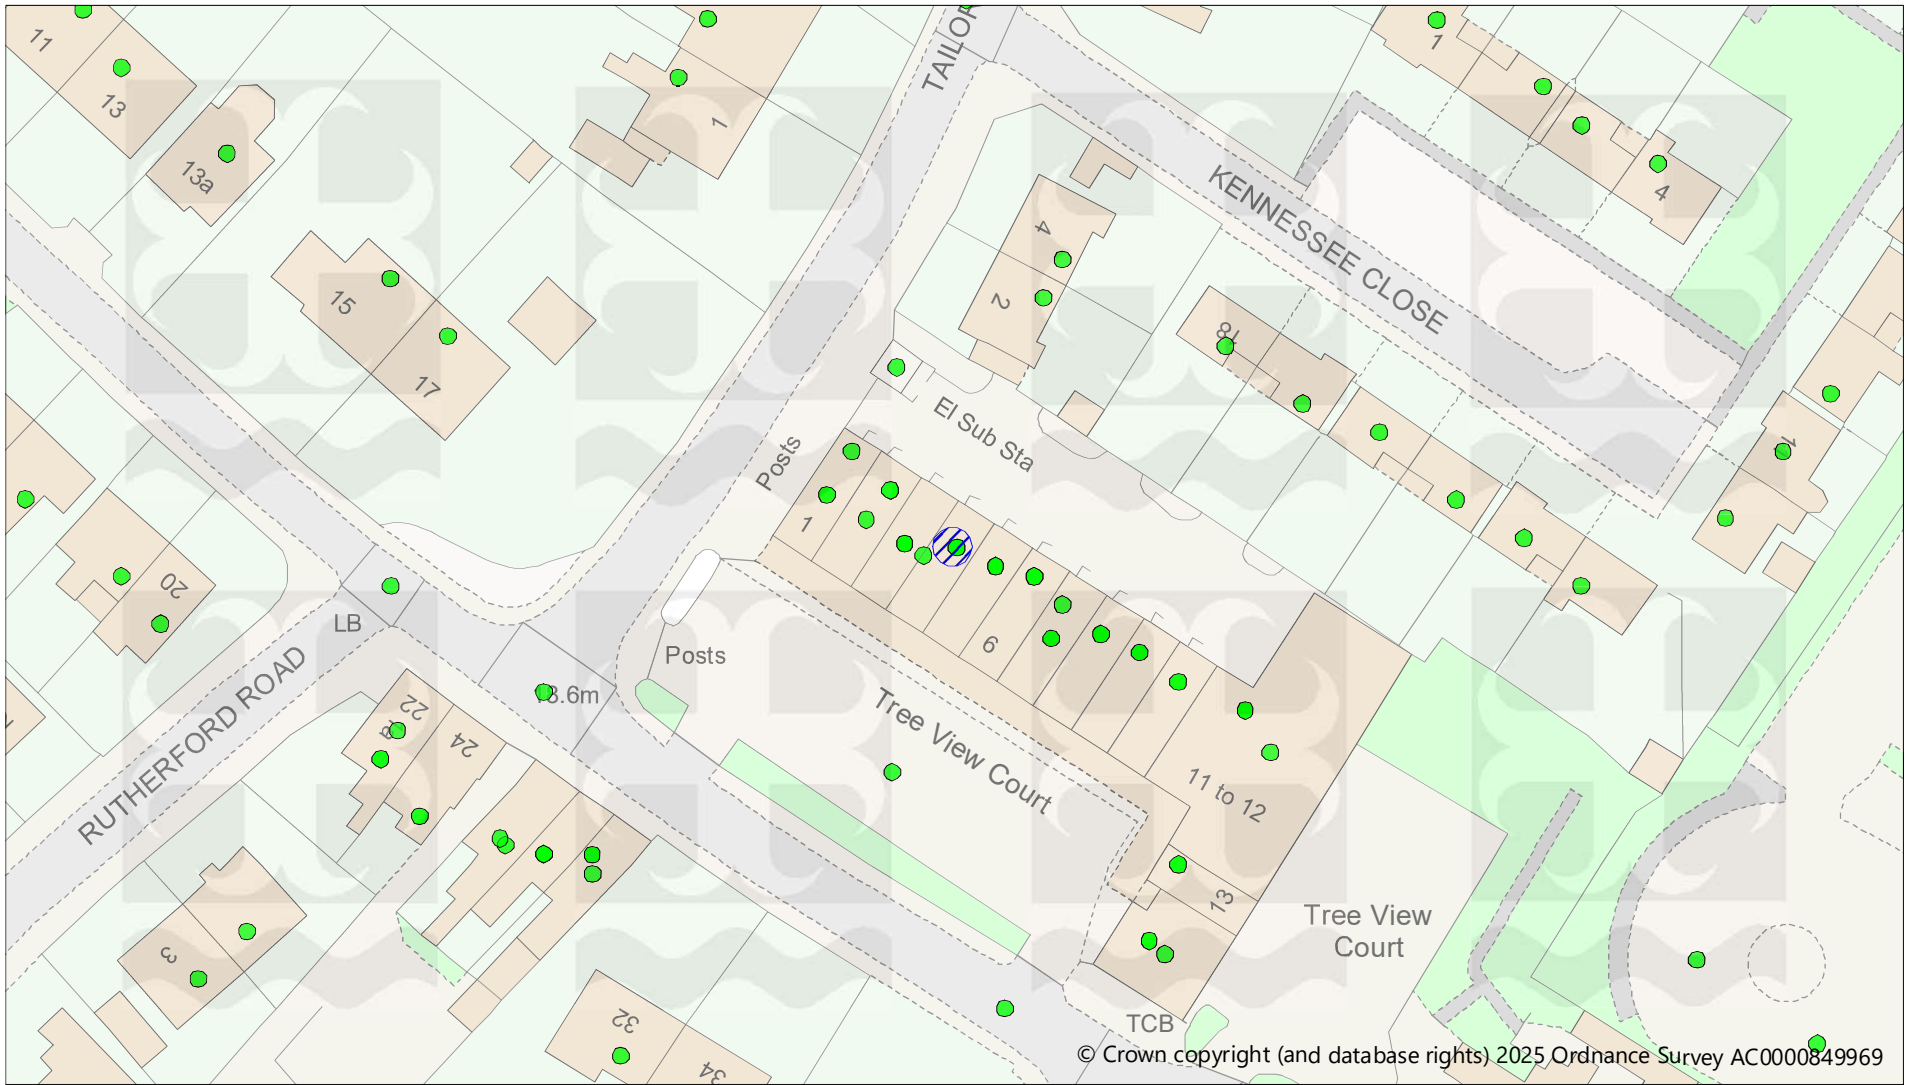 11
13
13a
1
TAILOR
1
4
KENNESSEE CLOSE
4
2
15
17
18
El Sub Sta
Posts
1
20
LB
6
Posts
13.6m
22
24
Tree View Court
11 to 12
RUTHERFORD ROAD
13
Tree View
Court
3
32
34
TCB
© Crown copyright (and database rights) 2025 Ordnance Survey AC0000849969